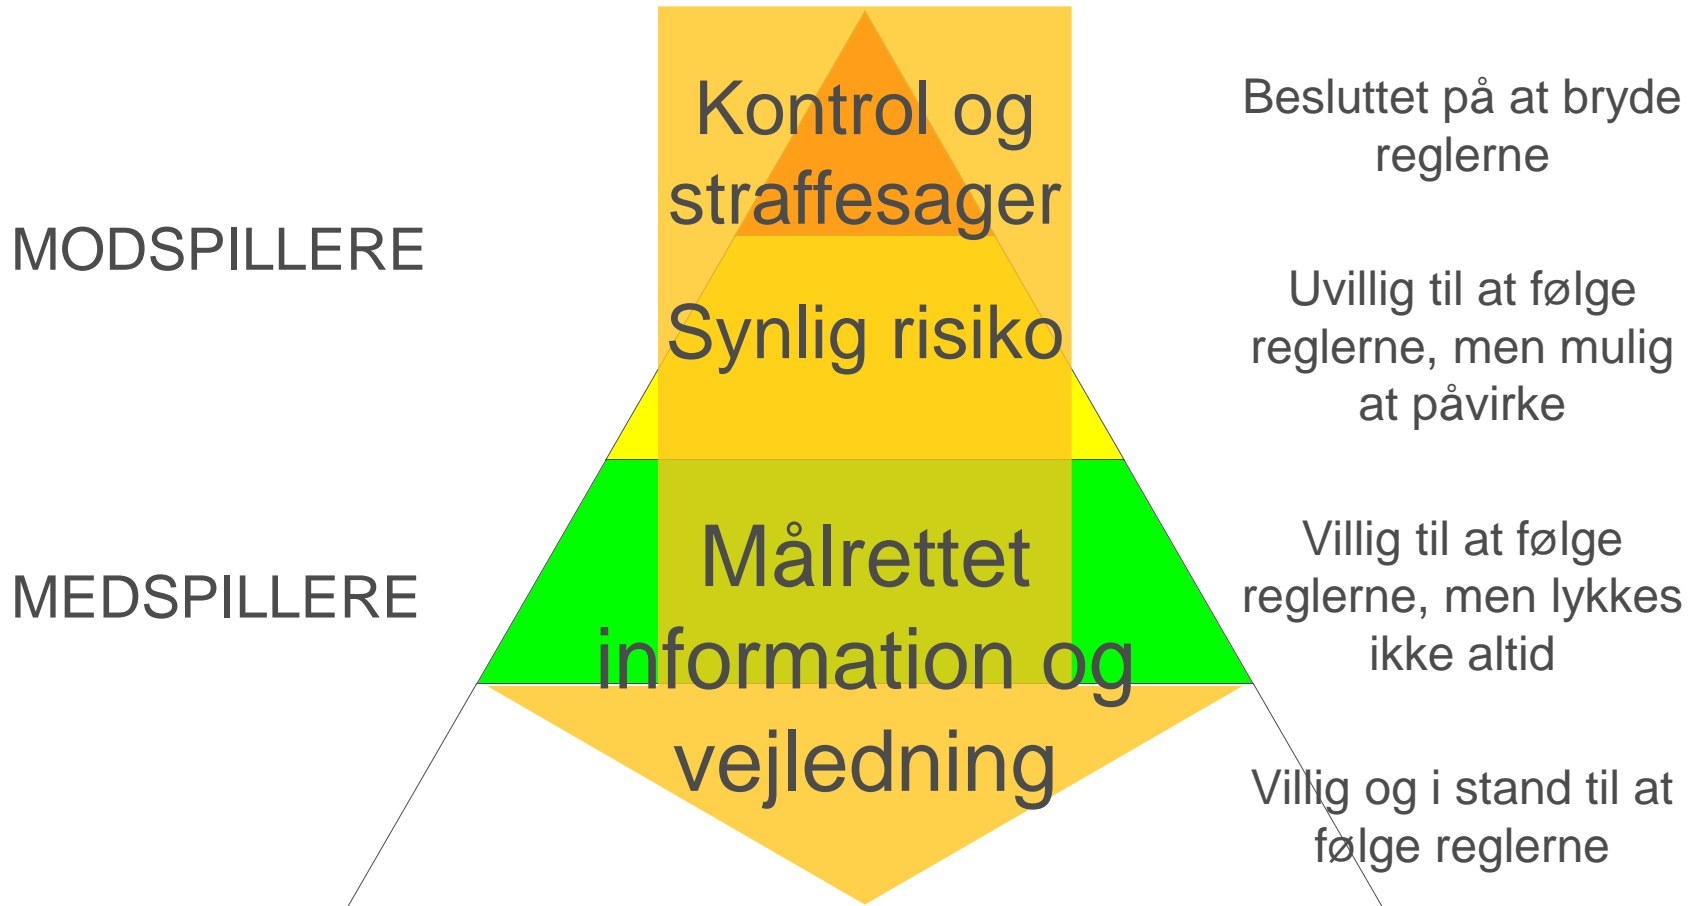 MODSPILLERE
MEDSPILLERE
Kontrol og
straffesager
Synlig risiko
Målrettet
information og
vejledning
Besluttet på at bryde
reglerne
Uvillig til at følge
reglerne, men mulig
at påvirke
Villig til at følge
reglerne, men lykkes
ikke altid
Villig og i stand til at
følge reglerne